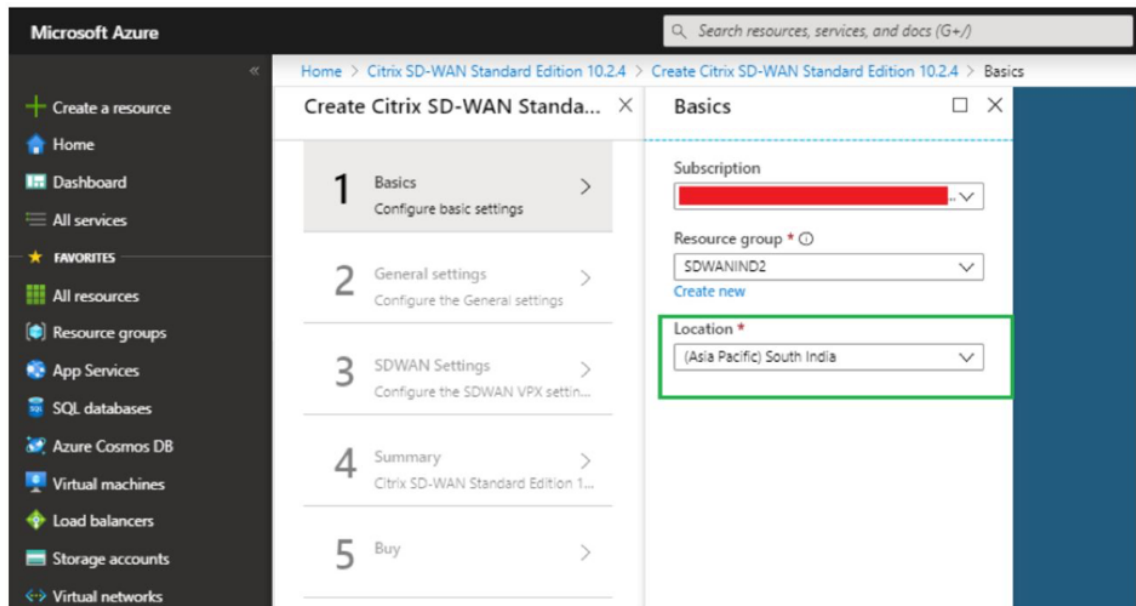 Microsoft Azure
Search resources, services, and docs (G+/)
«
Home > Citrix SD-WAN Standard Edition 10.2.4 > Create Citrix SD-WAN Standard Edition 10.2.4 > Basics
Create a resource
Home
Dashboard
All services
FAVORITES
All resources
Resource groups
App Services
SQL databases
Azure Cosmos DB
Virtual machines
Load balancers
Storage accounts
Virtual networks
Create Citrix SD-WAN Standa...
1
Basics
Configure basic settings
2
General settings
Configure the General settings
3
SDWAN Settings
Configure the SDWAN VPX settin...
4
Summary
Citrix SD-WAN Standard Edition 1...
5
Buy
Basics
Subscription
..
Resource group *
SDWANIND2
Create new
Location *
(Asia Pacific) South India